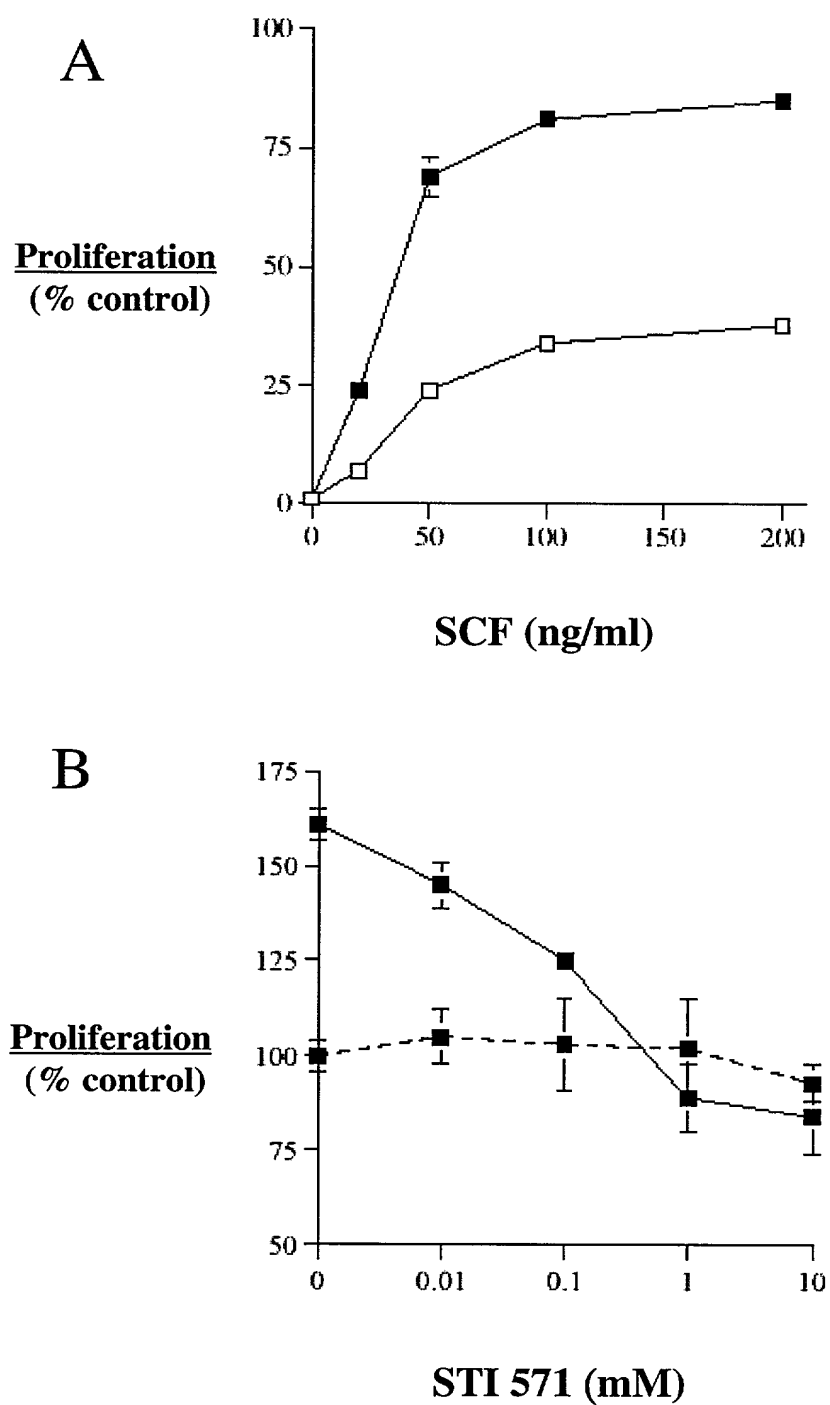 A
100
75
50
25
0
Proliferation
(% control)
0 50 100 150 200
SCF (ng/ml)
B
175
150
125
100
75
50
Proliferation
(% control)
0 0.01 0.1 1 10
STI 571 (mM)